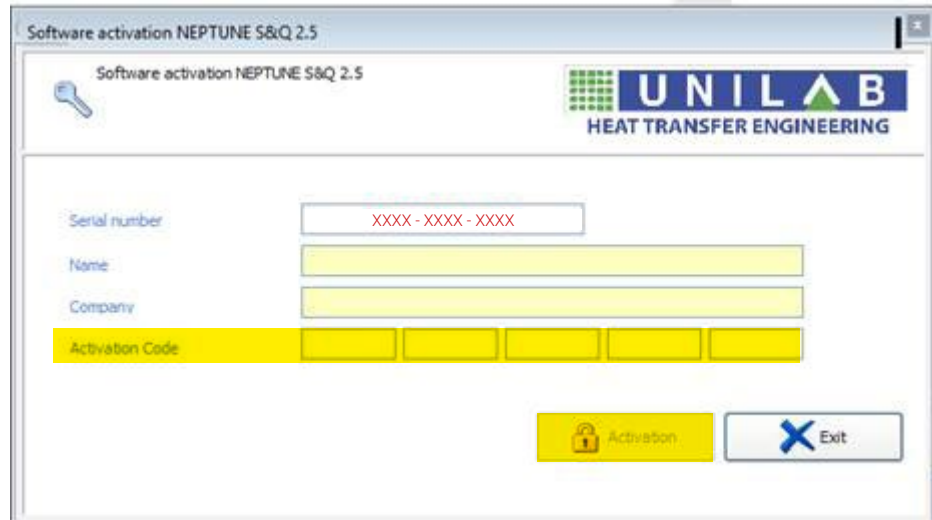 Software activation NEPTUNE S&Q 2.5
Software activation NEPTUNE S&Q 2.5
UNILAB
HEAT TRANSFER ENGINEERING
Serial number XXXX - XXXX - XXXX
Name
Company
Activation Code
Activation Exit